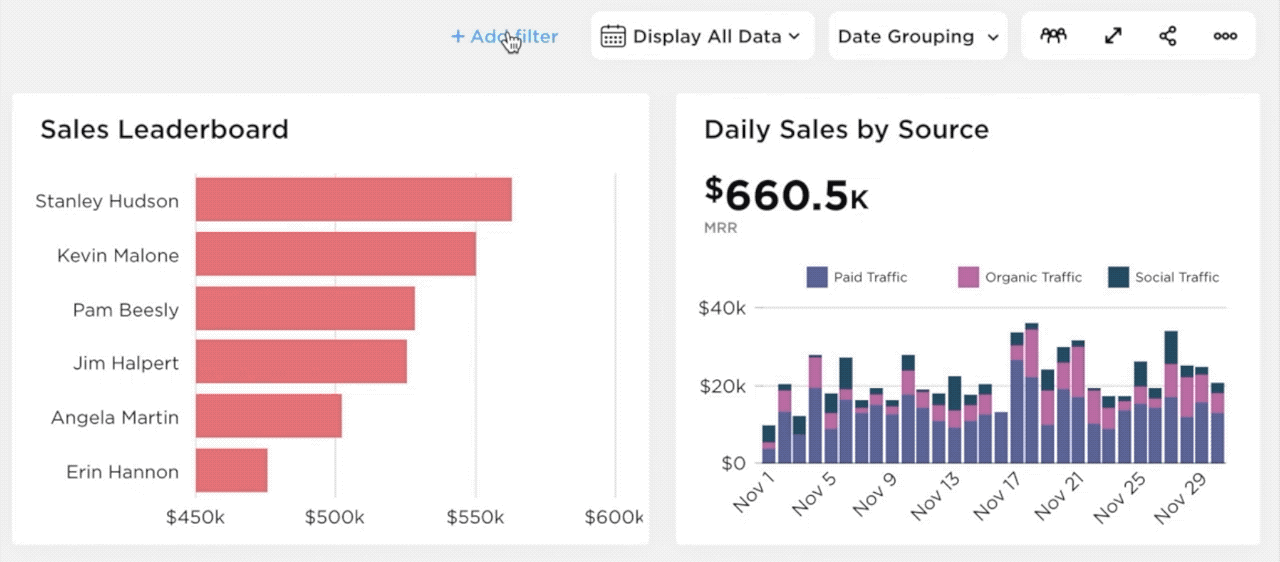 + Add filter
Display All Data
Date Grouping
Sales Leaderboard
Stanley Hudson
Kevin Malone
Pam Beesly
Jim Halpert
Angela Martin
Erin Hannon
$450k $500k $550k $600k
Daily Sales by Source
$660.5K
MRR
Paid Traffic Organic Traffic Social Traffic
$40k
$20k
$0
Nov 1 Nov 5 Nov 9 Nov 13 Nov 17 Nov 21 Nov 25 Nov 29